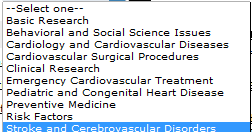 --Select one--
Basic Research
Behavioral and Social Science Issues
Cardiology and Cardiovascular Diseases
Cardiovascular Surgical Procedures
Clinical Research
Emergency Cardiovascular Treatment
Pediatric and Congenital Heart Disease
Preventive Medicine
Risk Factors
Stroke and Cerebrovascular Disorders